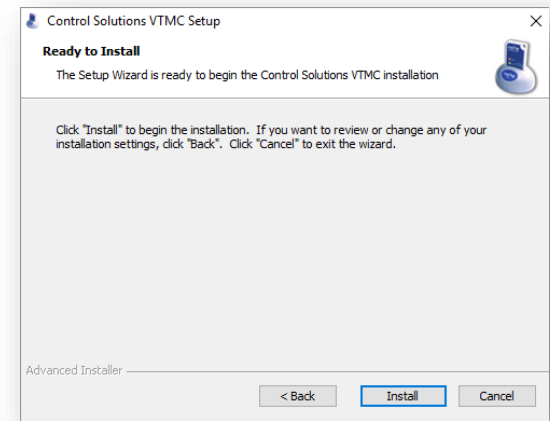 Control Solutions VTMC Setup
Ready to Install
The Setup Wizard is ready to begin the Control Solutions VTMC installation
Click "Install" to begin the installation. If you want to review or change any of your
installation settings, click "Back". Click "Cancel" to exit the wizard.
Advanced Installer
< Back
Install
Cancel